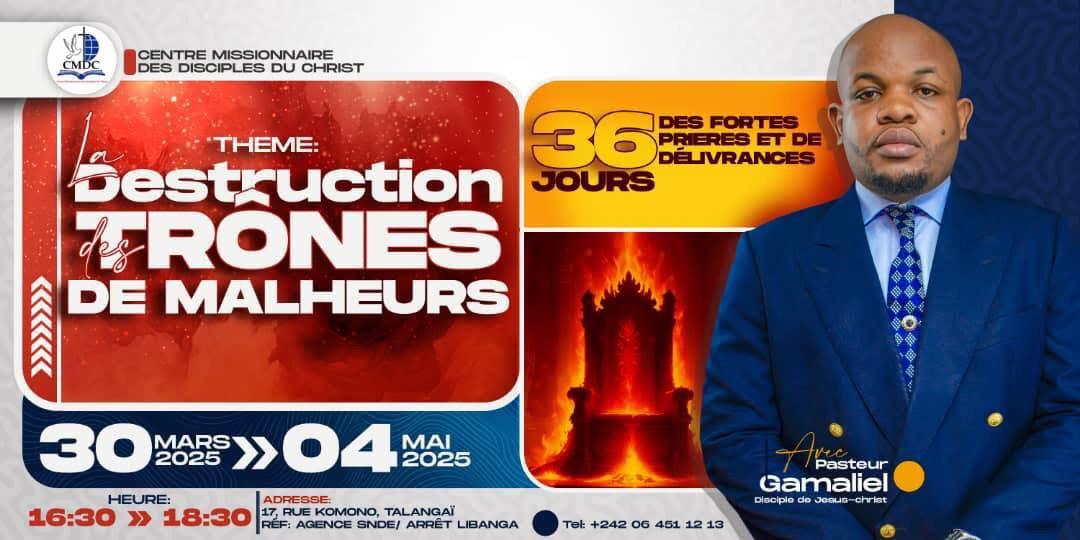 CMDC
CENTRE MISSIONNAIRE
DES DISCIPLES DU CHRIST
THEME:
La Destruction
des TRÔNES
DE MALHEURS
36 JOURS
DES FORTES
PRIERES ET DE
DÉLIVRANCES
30 MARS 2025 >> 04 MAI 2025
HEURE:
16:30 >> 18:30
ADRESSE:
17, RUE KOMONO, TALANGAÏ
RÉF: AGENCE SNDE/ ARRÊT LIBANGA
Tel: +242 06 451 12 13
Avec
Pasteur
Gamaliel
Disciple de Jesus-christ